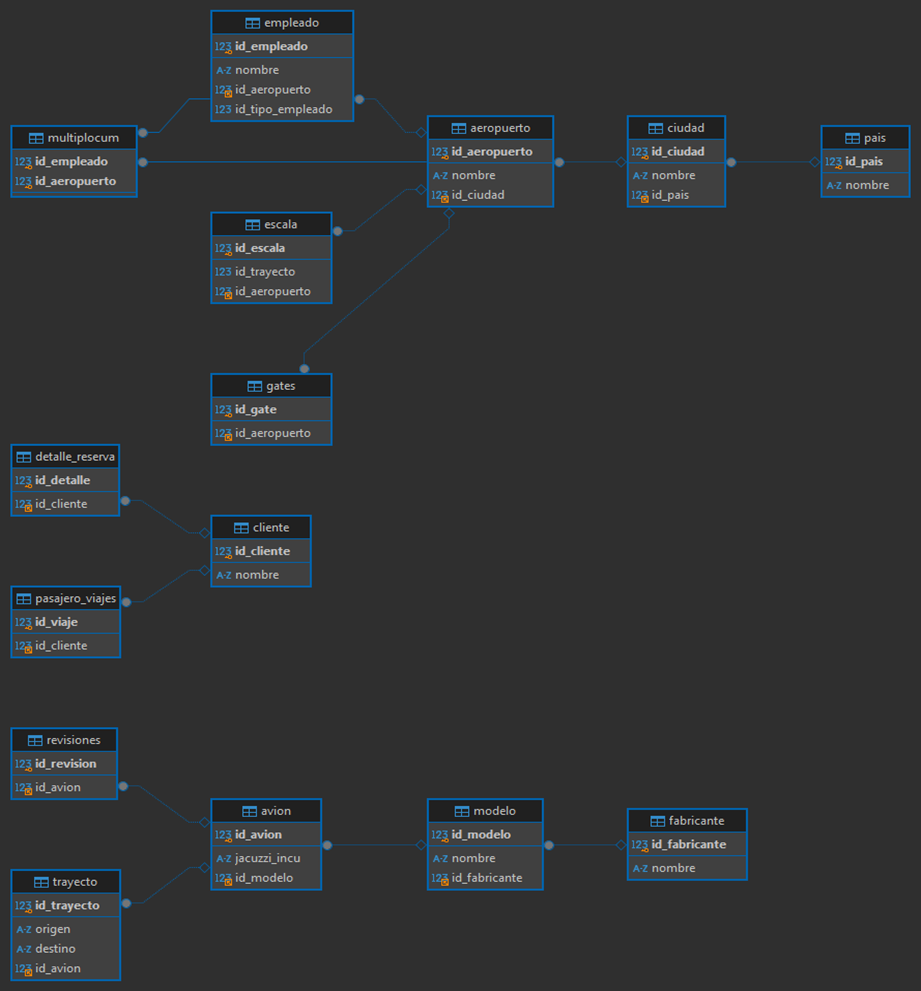 empleado
123 id_empleado
A-Z nombre
123 id_aeropuerto
123 id_tipo_empleado
multiplocum
123 id_empleado
123 id_aeropuerto
aeropuerto
123 id_aeropuerto
A-Z nombre
123 id_ciudad
ciudad
123 id_ciudad
A-Z nombre
123 id_pais
pais
123 id_pais
A-Z nombre
escala
123 id_escala
123 id_trayecto
123 id_aeropuerto
gates
123 id_gate
123 id_aeropuerto
detalle_reserva
123 id_detalle
123 id_cliente
cliente
123 id_cliente
A-Z nombre
pasajero_viajes
123 id_viaje
123 id_cliente
revisiones
123 id_revision
123 id_avion
avion
123 id_avion
A-Z jacuzzi_incu
123 id_modelo
modelo
123 id_modelo
A-Z nombre
123 id_fabricante
fabricante
123 id_fabricante
A-Z nombre
trayecto
123 id_trayecto
A-Z origen
A-Z destino
123 id_avion